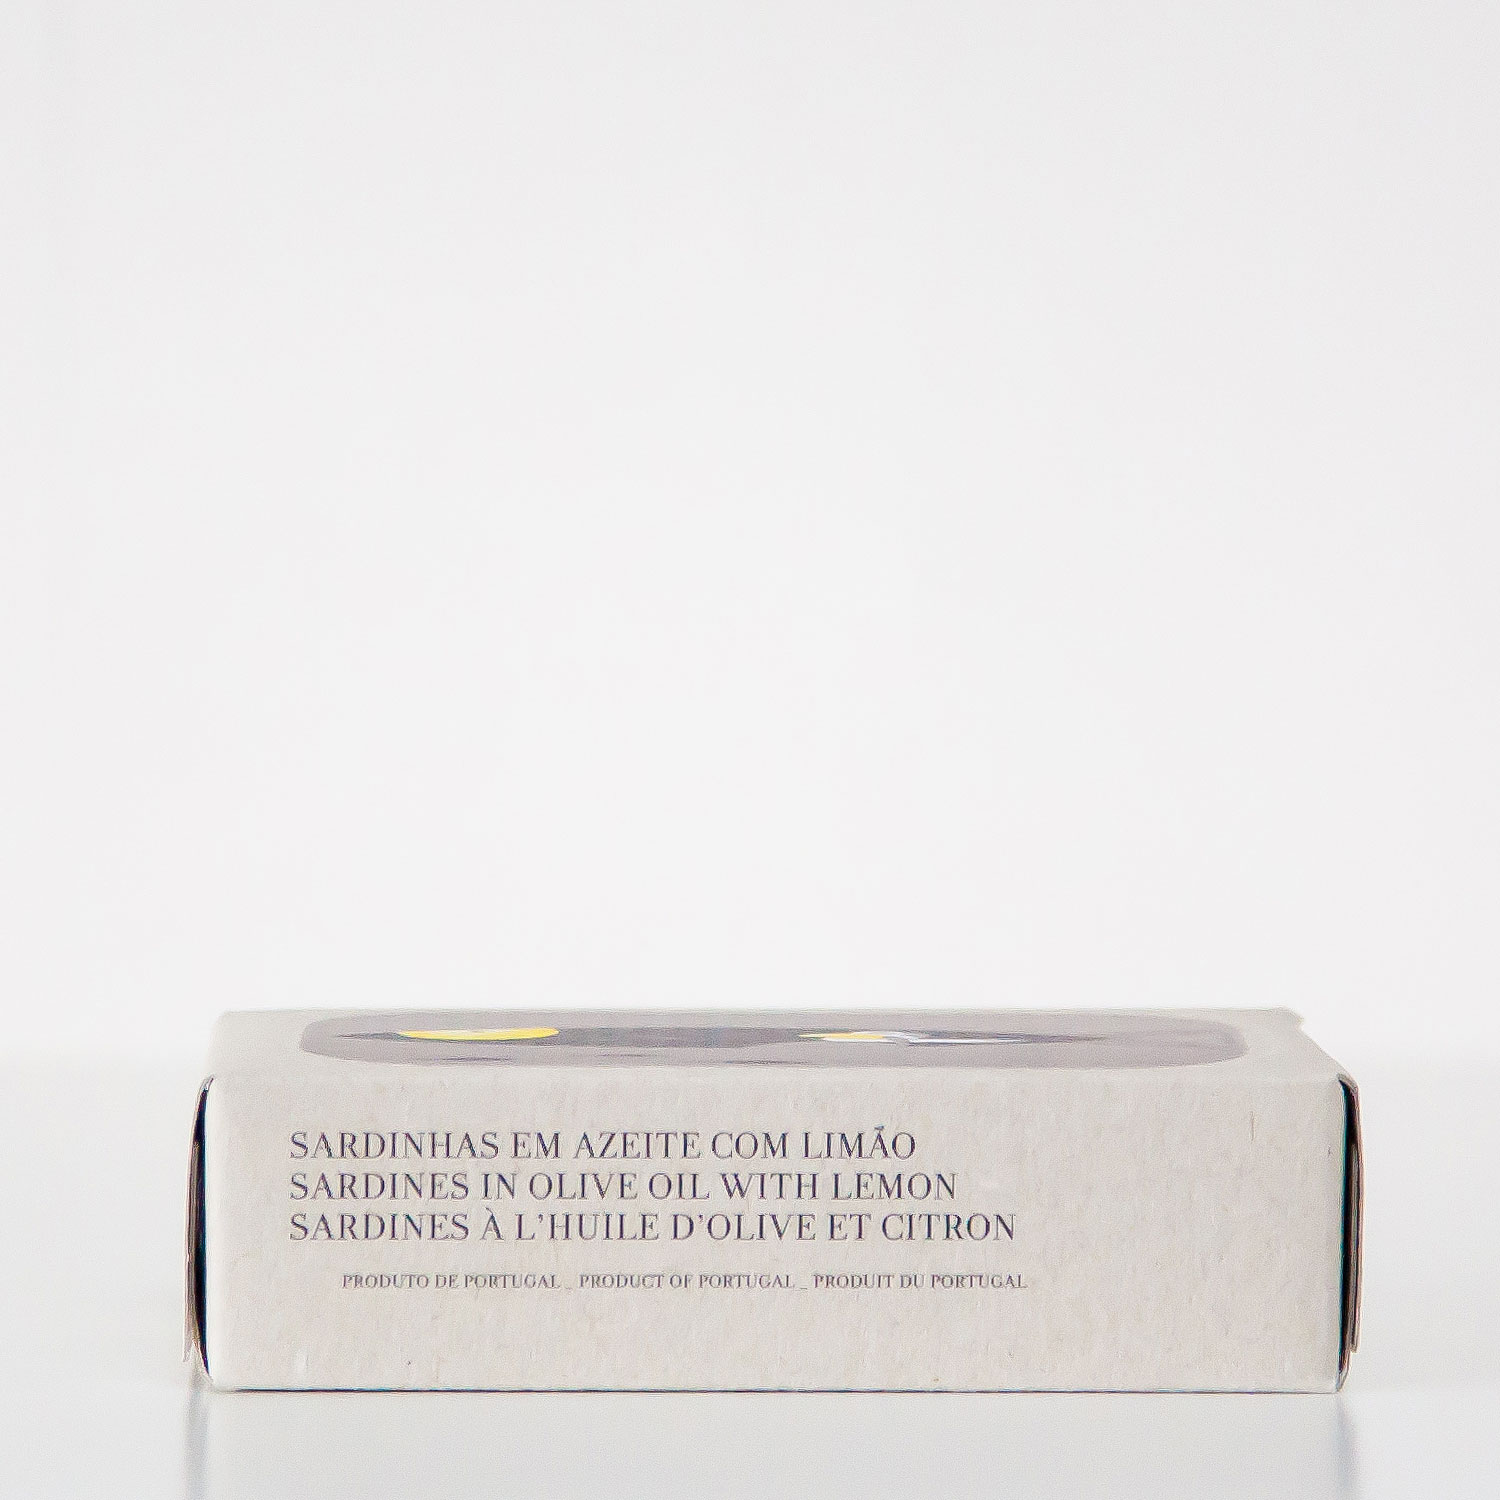 SARDINHAS EM AZEITE COM LIMÃO
SARDINES IN OLIVE OIL WITH LEMON
SARDINES À L'HUILE D'OLIVE ET CITRON
PRODUTO DE PORTUGAL _ PRODUCT OF PORTUGAL _ PRODUIT DU PORTUGAL